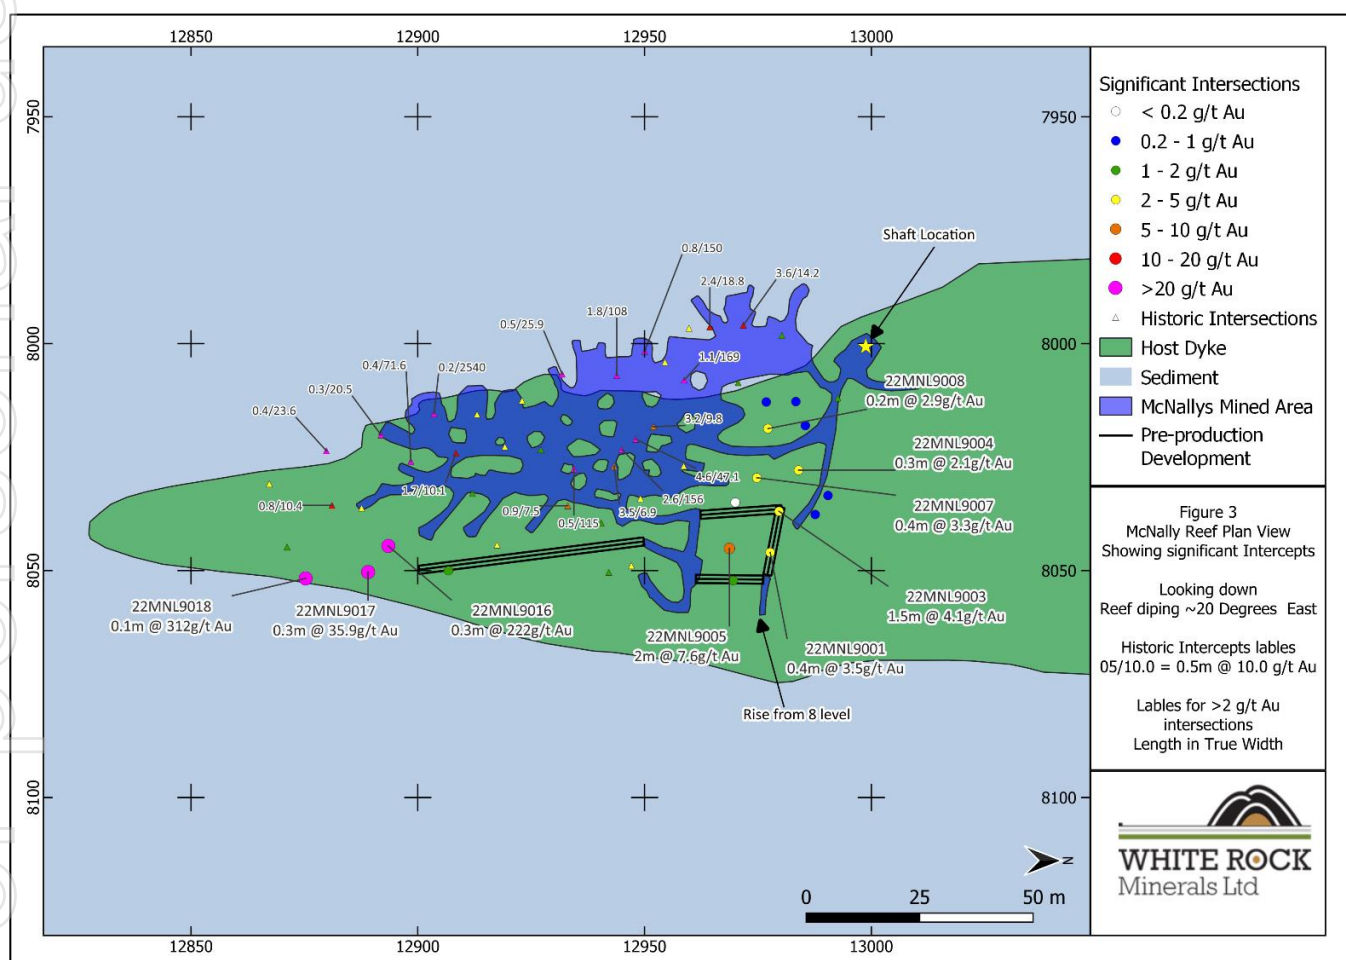 12850 12900 12950 13000
7950 7950
8000 8000
8050 8050
8100 8100
12850 12900 12950 13000
Shaft Location
0.8/150
2.4/18.8
3.6/14.2
1.8/108
0.5/25.9
1.1/169
0.4/71.6
0.2/2540
0.3/20.5
0.4/23.6
3.2/9.8
4.6/47.1
1.7/10.1
2.6/156
0.8/10.4
0.9/7.5
3.5/6.9
0.5/115
22MNL9008
0.2m @ 2.9g/t Au
22MNL9004
0.3m @ 2.1g/t Au
22MNL9007
0.4m @ 3.3g/t Au
22MNL9003
1.5m @ 4.1g/t Au
22MNL9018
0.1m @ 312g/t Au
22MNL9017
0.3m @ 35.9g/t Au
22MNL9016
0.3m @ 222g/t Au
22MNL9005
2m @ 7.6g/t Au
22MNL9001
0.4m @ 3.5g/t Au
Rise from 8 level
N
0 25 50 m
Significant Intersections
< 0.2 g/t Au
0.2 - 1 g/t Au
1 - 2 g/t Au
2 - 5 g/t Au
5 - 10 g/t Au
10 - 20 g/t Au
>20 g/t Au
Historic Intersections
Host Dyke
Sediment
McNallys Mined Area
Pre-production
Development
Figure 3
McNally Reef Plan View
Showing significant Intercepts
Looking down
Reef diping ~20 Degrees East
Historic Intercepts lables
05/10.0 = 0.5m @ 10.0 g/t Au
Lables for >2 g/t Au
intersections
Length in True Width
WHITE ROCK
Minerals Ltd